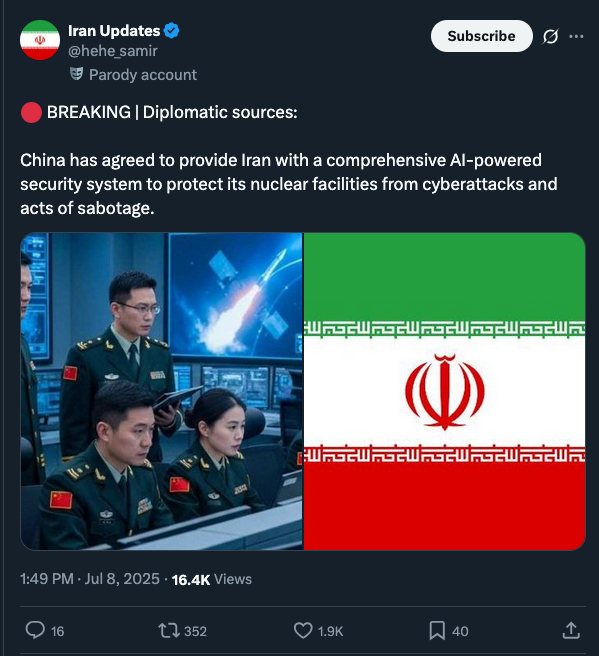 Iran Updates
@hehe_samir
Parody account
Subscribe
BREAKING | Diplomatic sources:
China has agreed to provide Iran with a comprehensive AI-powered
security system to protect its nuclear facilities from cyberattacks and
acts of sabotage.
1:49 PM · Jul 8, 2025 · 16.4K Views
16
352
1.9K
40